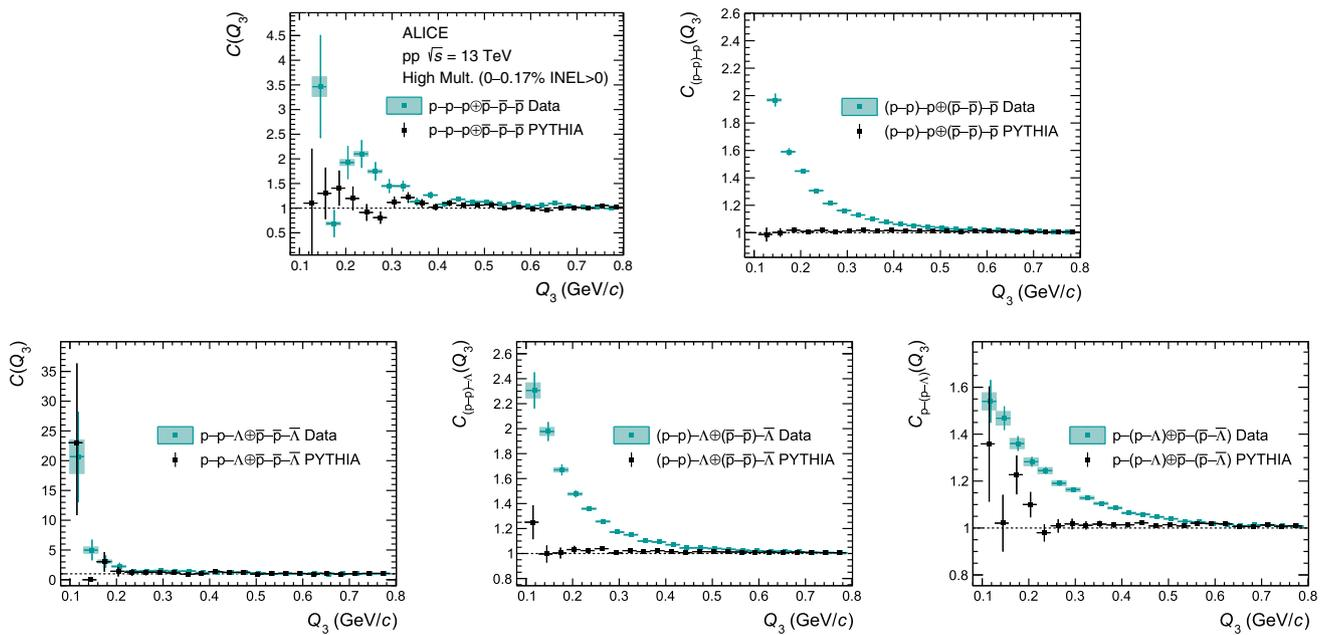 C(Q₃)
4.5
4
3.5
3
2.5
2
1.5
1
0.5
ALICE
pp √s = 13 TeV
High Mult. (0–0.17% INEL>0)
p–p–p⊕p̅–p̅–p̅ Data
p–p–p⊕p̅–p̅–p̅ PYTHIA
0.1 0.2 0.3 0.4 0.5 0.6 0.7 0.8
Q₃ (GeV/c)
C₍p–p₎–p(Q₃)
2.6
2.4
2.2
2
1.8
1.6
1.4
1.2
1
(p–p)–p⊕(p̅–p̅)–p̅ Data
(p–p)–p⊕(p̅–p̅)–p̅ PYTHIA
0.1 0.2 0.3 0.4 0.5 0.6 0.7 0.8
Q₃ (GeV/c)
C(Q₃)
35
30
25
20
15
10
5
0
p–p–Λ⊕p̅–p̅–Λ̅ Data
p–p–Λ⊕p̅–p̅–Λ̅ PYTHIA
0.1 0.2 0.3 0.4 0.5 0.6 0.7 0.8
Q₃ (GeV/c)
C₍p–p₎–Λ(Q₃)
2.6
2.4
2.2
2
1.8
1.6
1.4
1.2
1
0.8
(p–p)–Λ⊕(p̅–p̅)–Λ̅ Data
(p–p)–Λ⊕(p̅–p̅)–Λ̅ PYTHIA
0.1 0.2 0.3 0.4 0.5 0.6 0.7 0.8
Q₃ (GeV/c)
Cp–(p–Λ)(Q₃)
1.6
1.4
1.2
1
0.8
p–(p–Λ)⊕p̅–(p̅–Λ̅) Data
p–(p–Λ)⊕p̅–(p̅–Λ̅) PYTHIA
0.1 0.2 0.3 0.4 0.5 0.6 0.7 0.8
Q₃ (GeV/c)